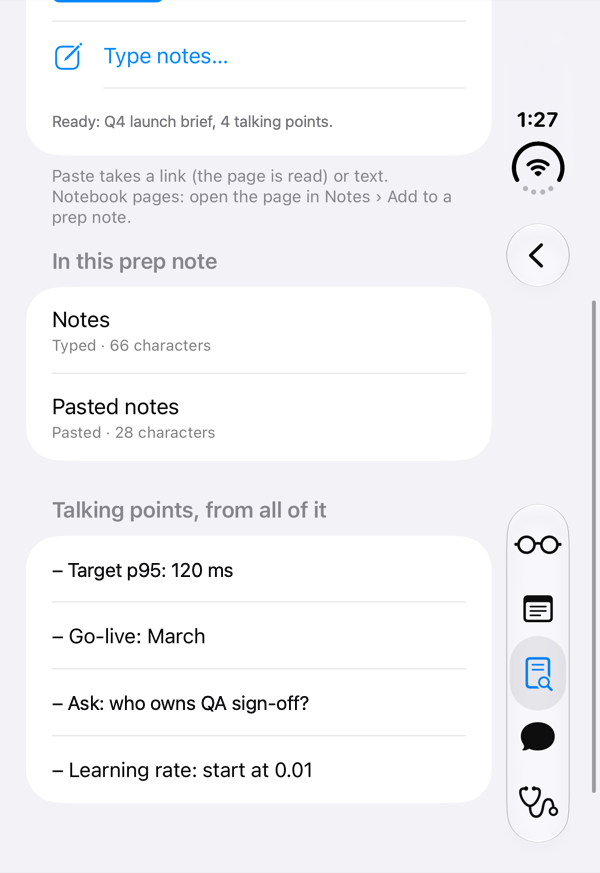 Type notes...
Ready: Q4 launch brief, 4 talking points.
1:27
Paste takes a link (the page is read) or text.
Notebook pages: open the page in Notes › Add to a
prep note.
In this prep note
Notes
Typed · 66 characters
Pasted notes
Pasted · 28 characters
Talking points, from all of it
– Target p95: 120 ms
– Go-live: March
– Ask: who owns QA sign-off?
– Learning rate: start at 0.01